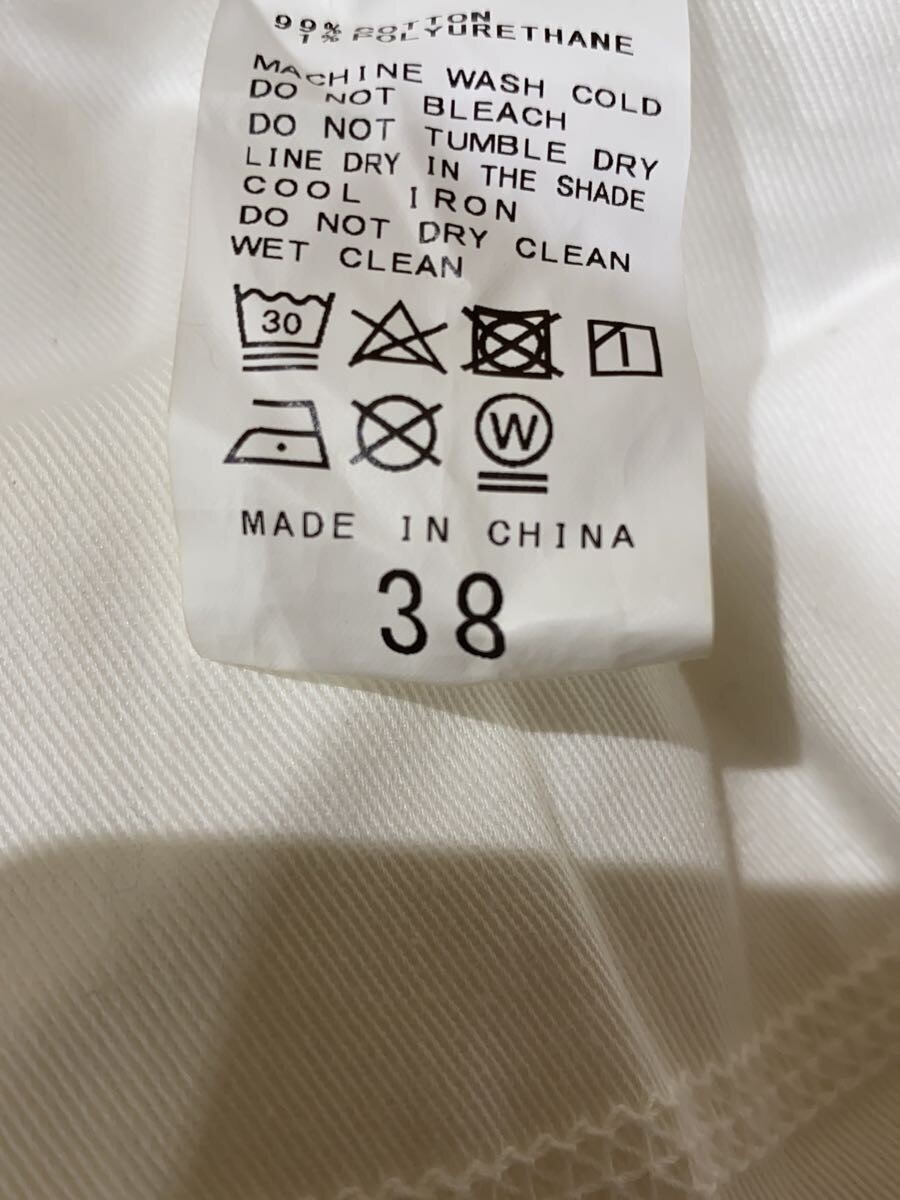 99% COTTON
1% POLYURETHANE
MACHINE WASH COLD
DO NOT BLEACH
DO NOT TUMBLE DRY
LINE DRY IN THE SHADE
COOL IRON
DO NOT DRY CLEAN
WET CLEAN
30
W
MADE IN CHINA
38